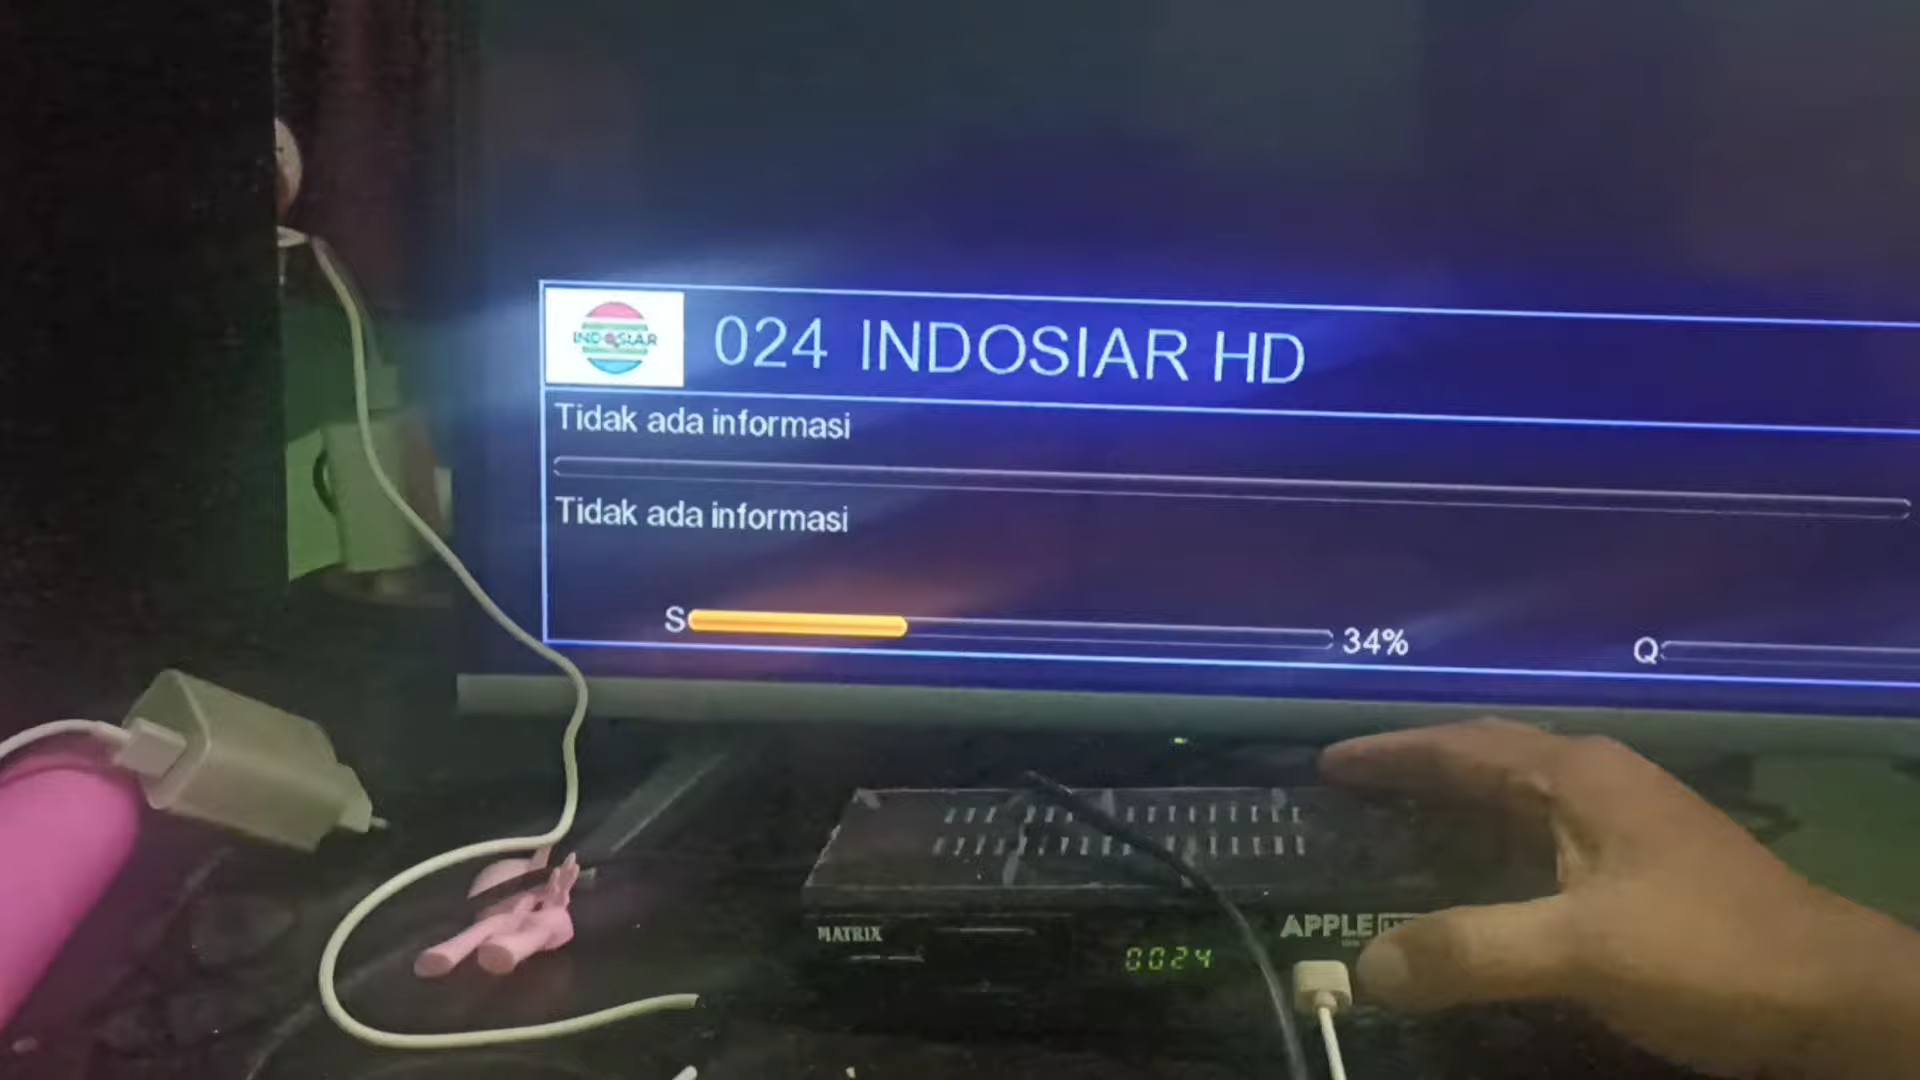 INDOSIAR
024 INDOSIAR HD
Tidak ada informasi
Tidak ada informasi
S 34% Q
MATRIX
0024
APPLE